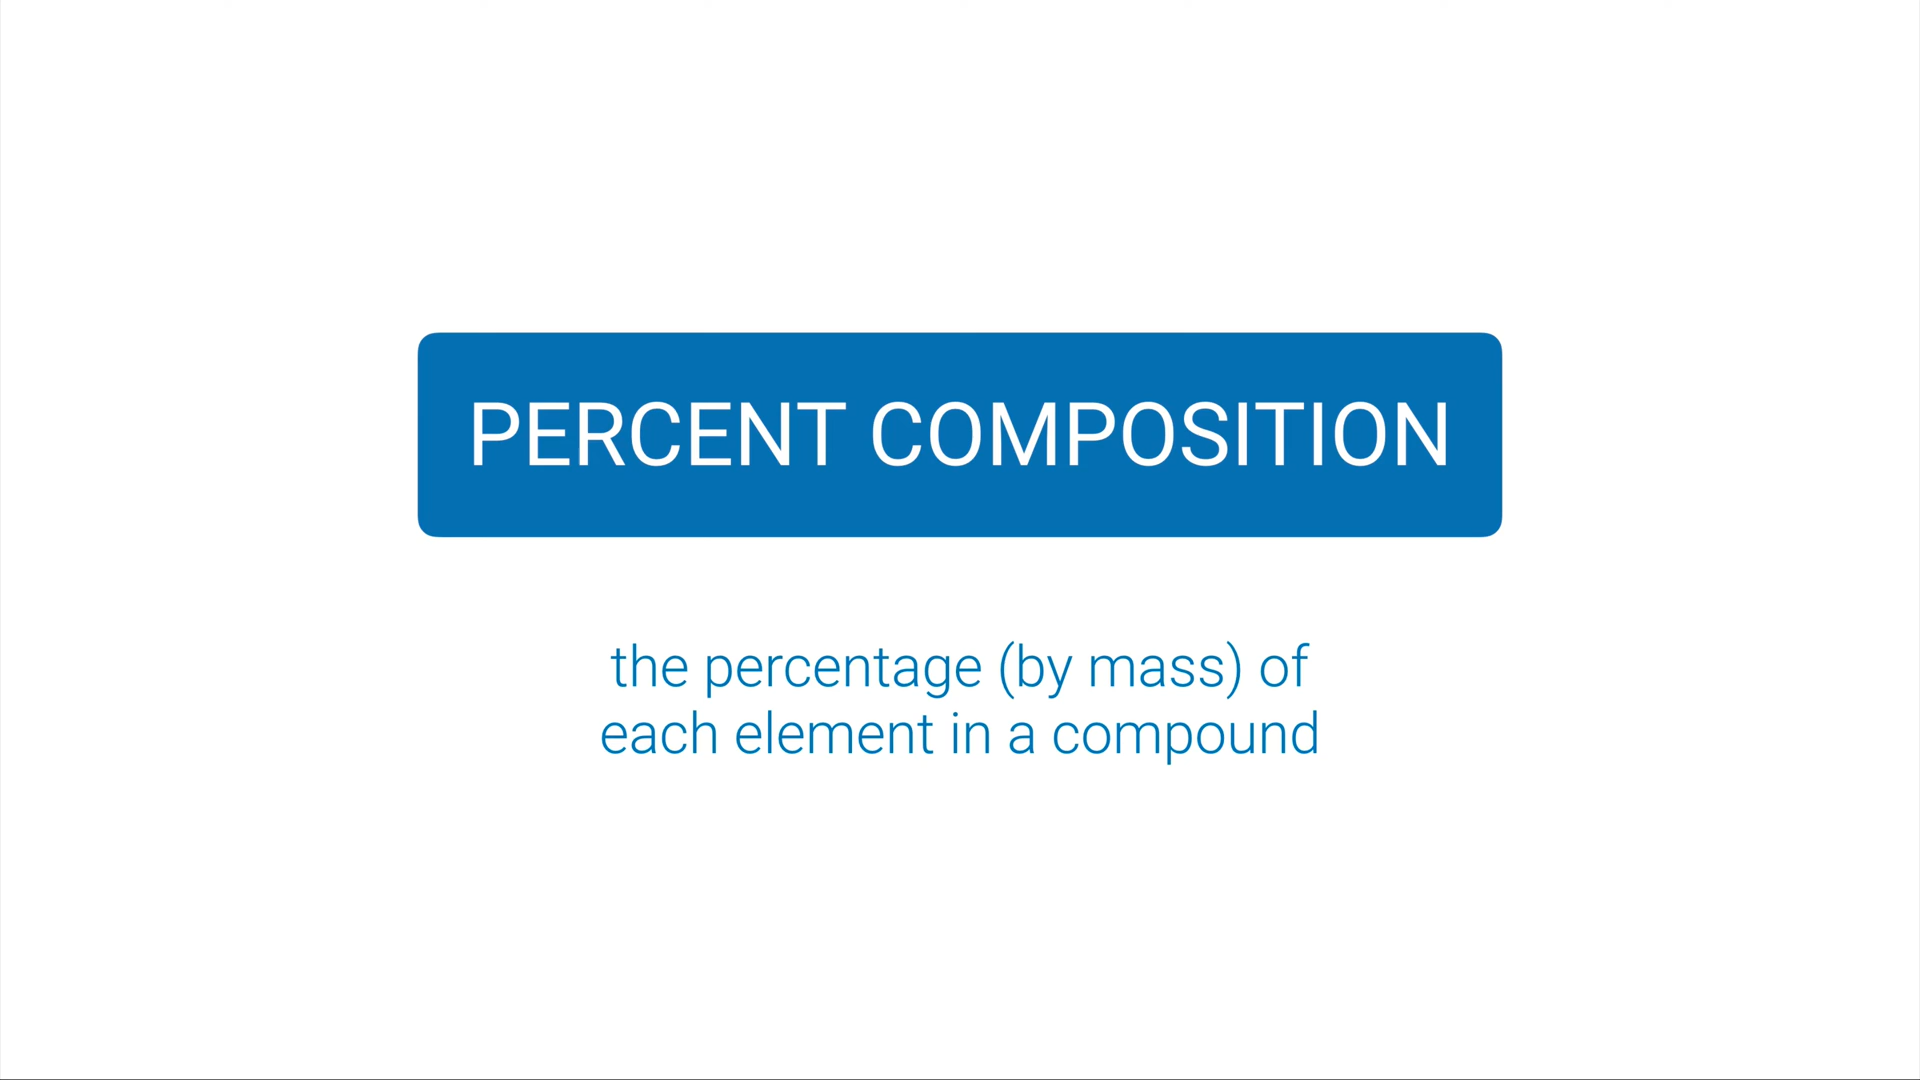 PERCENT COMPOSITION
the percentage (by mass) of
each element in a compound